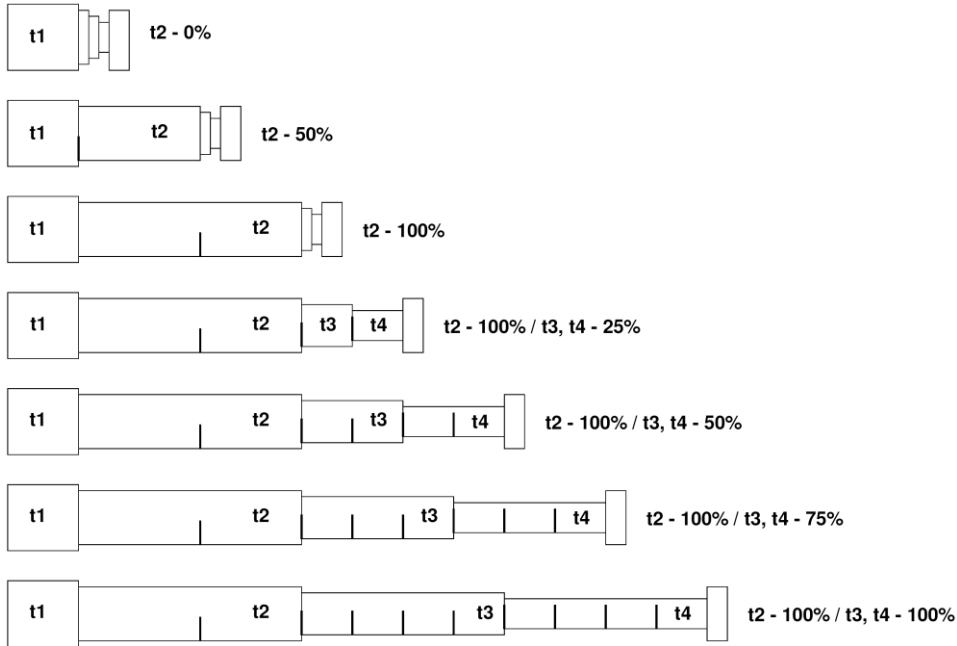 t1 t2 - 0%
t1 t2 t2 - 50%
t1 t2 t2 - 100%
t1 t2 t3 t4 t2 - 100% / t3, t4 - 25%
t1 t2 t3 t4 t2 - 100% / t3, t4 - 50%
t1 t2 t3 t4 t2 - 100% / t3, t4 - 75%
t1 t2 t3 t4 t2 - 100% / t3, t4 - 100%